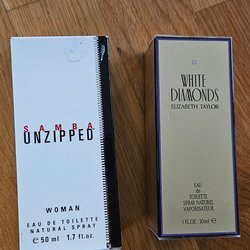 SAMBA
UNZIPPED
WOMAN
EAU DE TOILETTE
NATURAL SPRAY
e 50 ml 1.7 fl.oz.
WHITE
DIAMONDS
ELIZABETH TAYLOR
EAU
de
TOILETTE
SPRAY NATUREL
VAPORISATEUR
1 FL.OZ. 30ml e